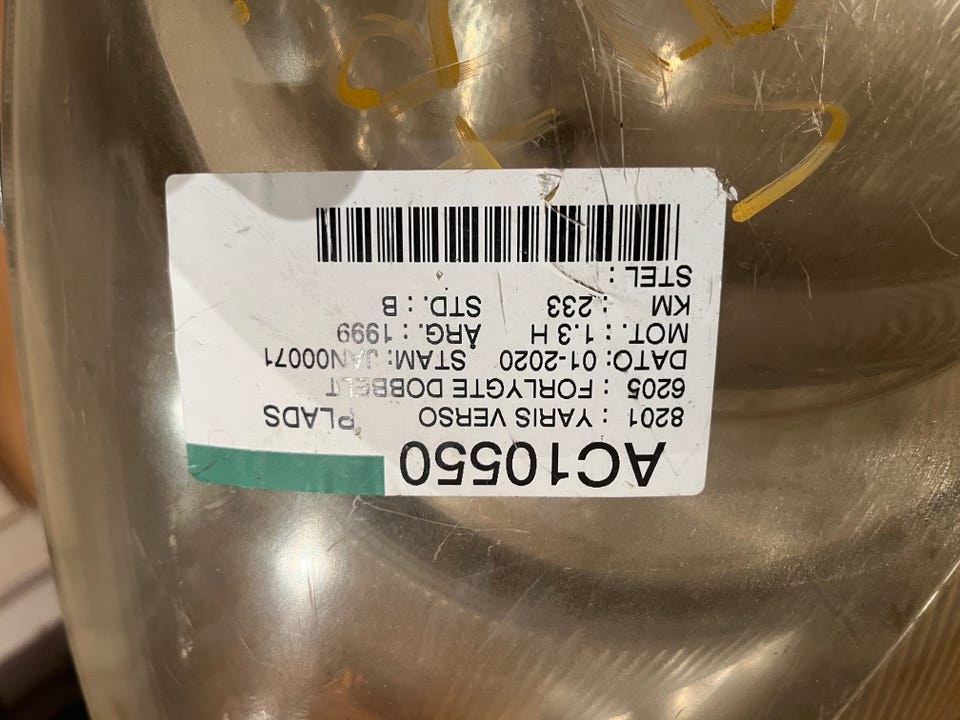 AC10550
8201 : YARIS VERSO PLADS
6205 : FORLYGTE DOBBELT
DATO: 01-2020 STAM: JAN00071
MOT. : 1.3 H ÅRG. : 1999
KM : 233 STD. : B
STEL :